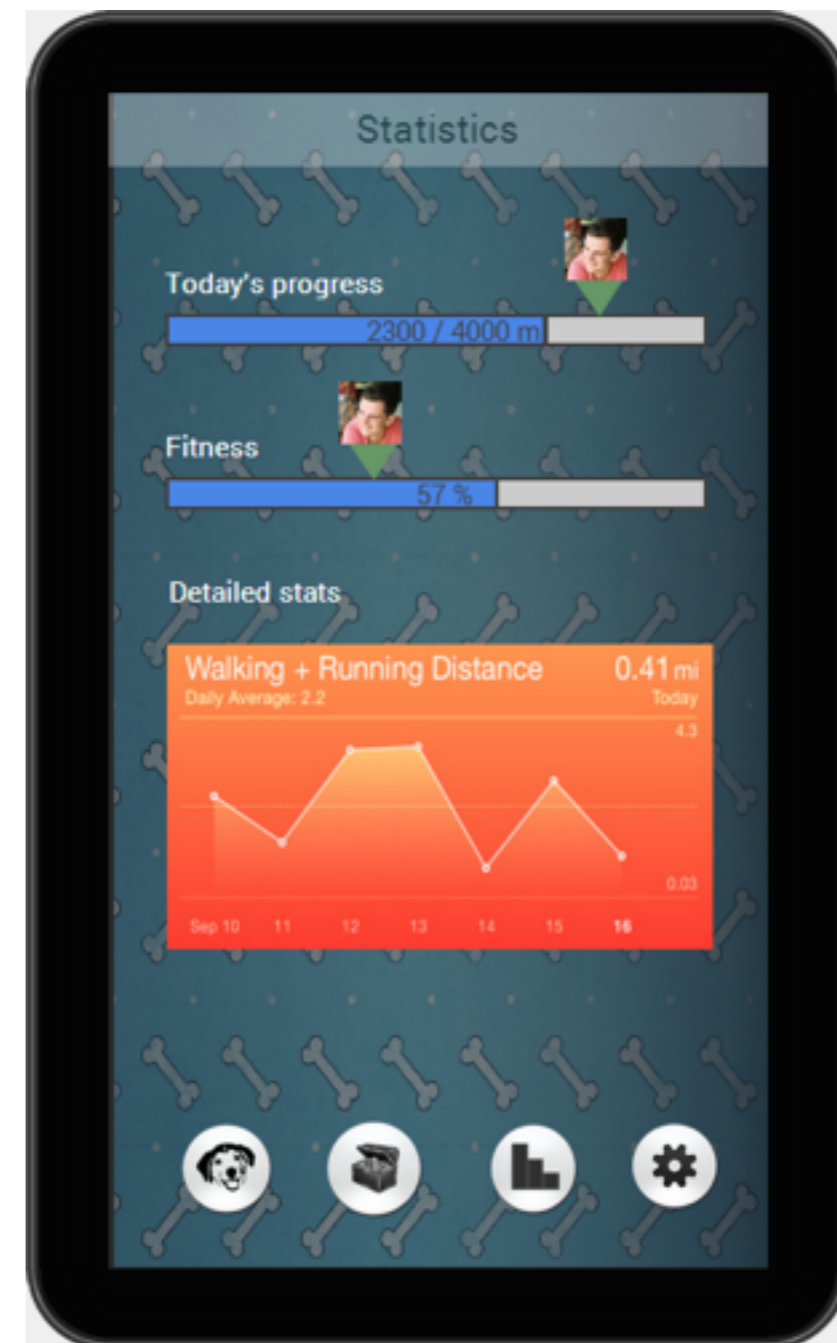 Statistics
Today's progress
2300 / 4000 m
Fitness
57 %
Detailed stats
Walking + Running Distance 0.41 mi
Daily Average: 2.2 Today
4.3
0.03
Sep 10 11 12 13 14 15 16